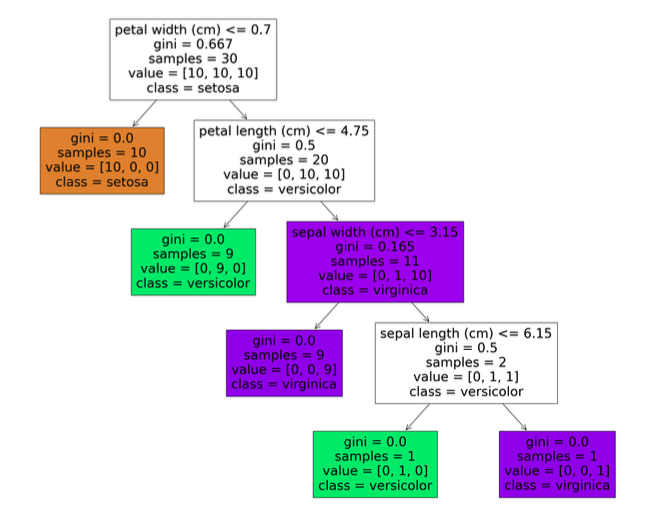 petal width (cm) <= 0.7
gini = 0.667
samples = 30
value = [10, 10, 10]
class = setosa
gini = 0.0
samples = 10
value = [10, 0, 0]
class = setosa
petal length (cm) <= 4.75
gini = 0.5
samples = 20
value = [0, 10, 10]
class = versicolor
gini = 0.0
samples = 9
value = [0, 9, 0]
class = versicolor
sepal width (cm) <= 3.15
gini = 0.165
samples = 11
value = [0, 1, 10]
class = virginica
gini = 0.0
samples = 9
value = [0, 0, 9]
class = virginica
sepal length (cm) <= 6.15
gini = 0.5
samples = 2
value = [0, 1, 1]
class = versicolor
gini = 0.0
samples = 1
value = [0, 1, 0]
class = versicolor
gini = 0.0
samples = 1
value = [0, 0, 1]
class = virginica